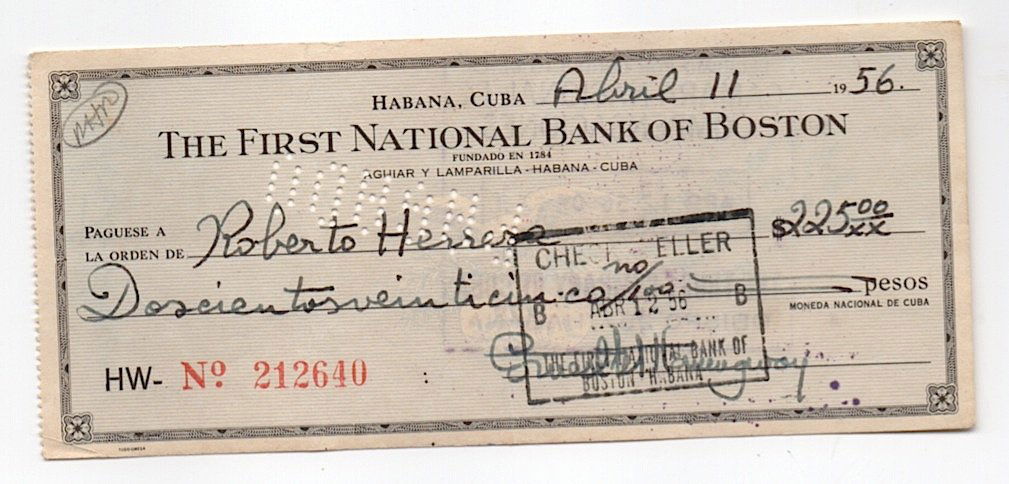 HABANA, CUBA Abril 11 1956.
THE FIRST NATIONAL BANK OF BOSTON
FUNDADO EN 1784
AGUIAR Y LAMPARILLA - HABANA - CUBA
PAGUESE A
LA ORDEN DE Roberto Herrera $225 00/xx
Doscientosveinticinco no/100 pesos
MONEDA NACIONAL DE CUBA
CHECK TELLER
B ABR 12 56 B
THE FIRST NATIONAL BANK OF
BOSTON HABANA
Hemingway
HW- Nº 212640 :